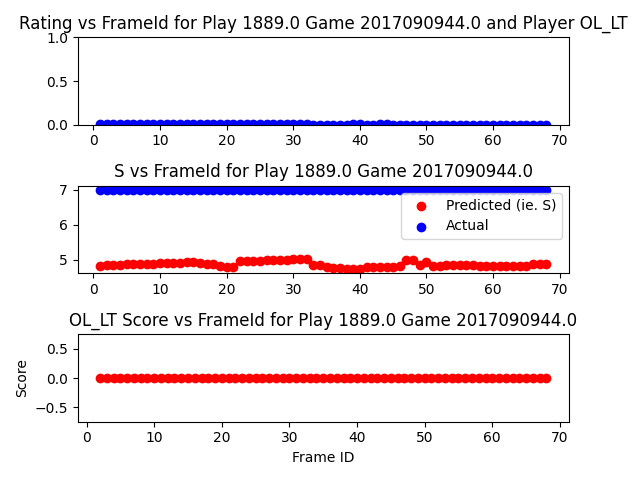 Rating vs FrameId for Play 1889.0 Game 2017090944.0 and Player OL_LT
1.0
0.5
0.0
0 10 20 30 40 50 60 70
S vs FrameId for Play 1889.0 Game 2017090944.0
7
6
5
Predicted (ie. S)
Actual
0 10 20 30 40 50 60 70
OL_LT Score vs FrameId for Play 1889.0 Game 2017090944.0
Score
0.5
0.0
−0.5
0 10 20 30 40 50 60 70
Frame ID